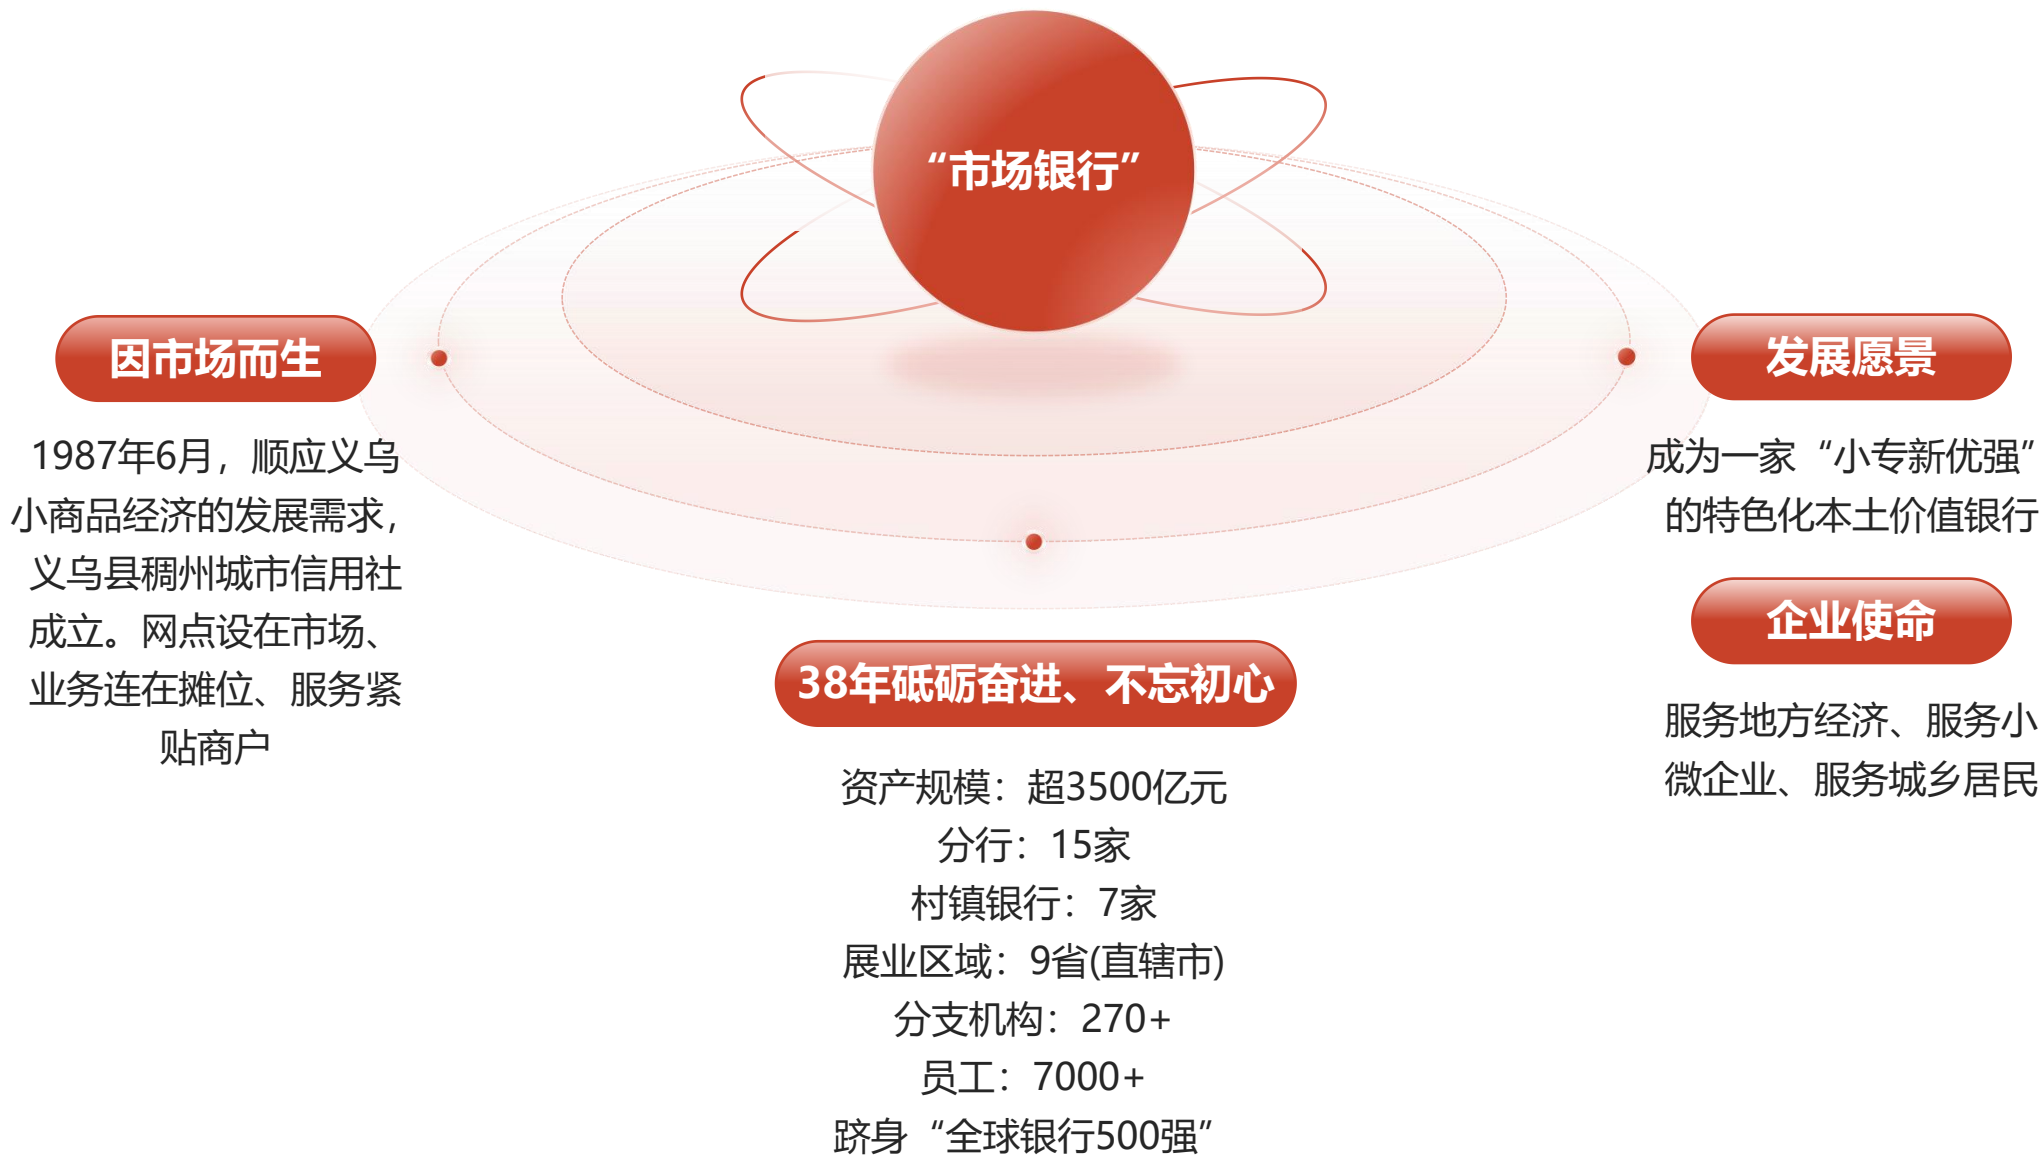 “市场银行”
因市场而生
1987年6月，顺应义乌
小商品经济的发展需求，
义乌县稠州城市信用社
成立。网点设在市场、
业务连在摊位、服务紧
贴商户
38年砥砺奋进、不忘初心
资产规模：超3500亿元
分行：15家
村镇银行：7家
展业区域：9省(直辖市)
分支机构：270+
员工：7000+
跻身“全球银行500强”
发展愿景
成为一家“小专新优强”
的特色化本土价值银行
企业使命
服务地方经济、服务小
微企业、服务城乡居民